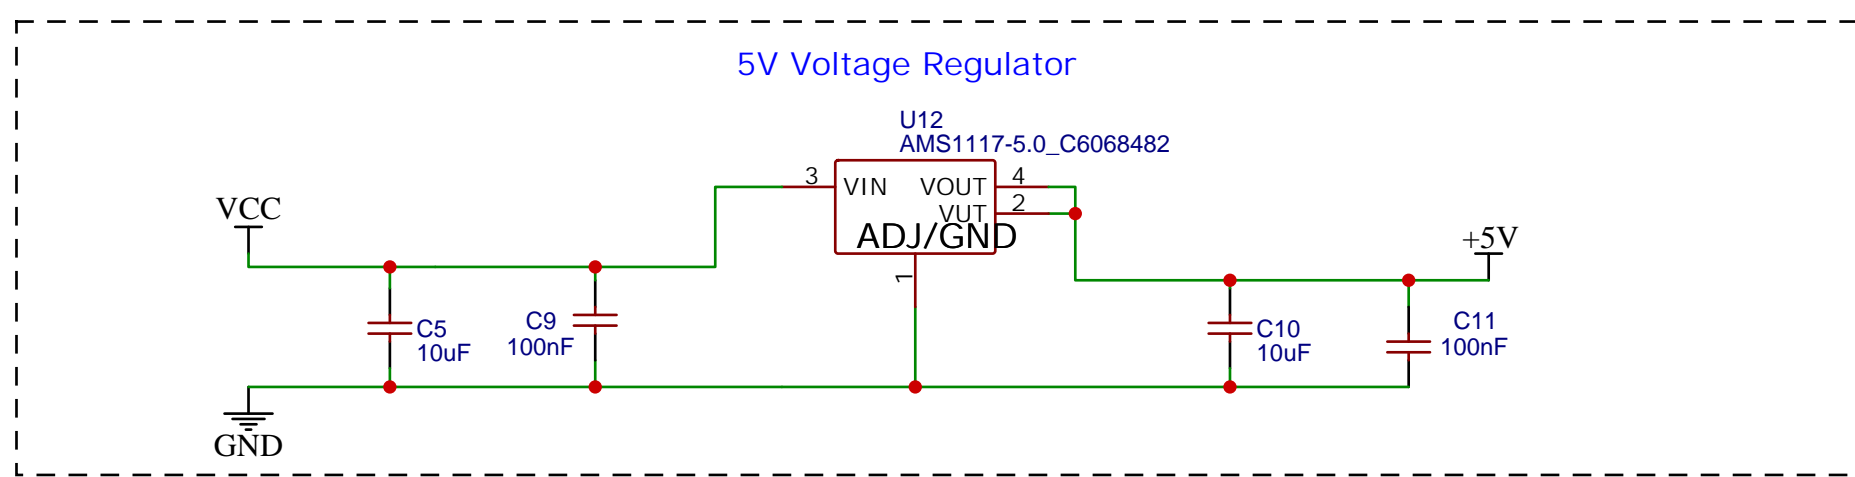 5V Voltage Regulator
U12
AMS1117-5.0_C6068482
3
VIN
VOUT
4
VUT
2
ADJ/GND
1
VCC
+5V
C5
10uF
C9
100nF
C10
10uF
C11
100nF
GND